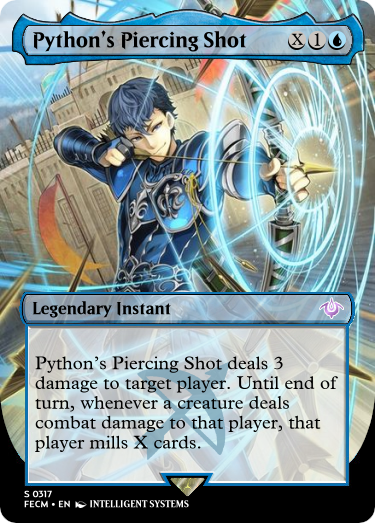 Python's Piercing Shot X 1
Legendary Instant
Python's Piercing Shot deals 3
damage to target player. Until end of
turn, whenever a creature deals
combat damage to that player, that
player mills X cards.
S 0317
FECM • EN INTELLIGENT SYSTEMS